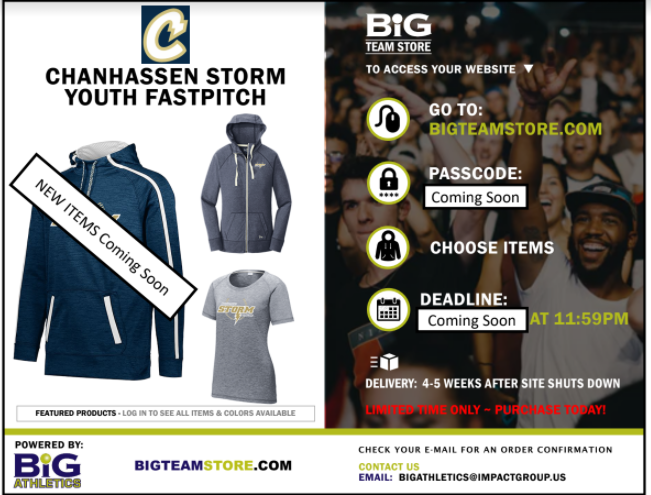 C
CHANHASSEN STORM
YOUTH FASTPITCH
NEW ITEMS Coming Soon
STORM
FEATURED PRODUCTS - LOG IN TO SEE ALL ITEMS & COLORS AVAILABLE
BiG
TEAM STORE
TO ACCESS YOUR WEBSITE ▼
GO TO:
BIGTEAMSTORE.COM
PASSCODE:
Coming Soon
CHOOSE ITEMS
DEADLINE:
Coming Soon AT 11:59PM
DELIVERY: 4-5 WEEKS AFTER SITE SHUTS DOWN
LIMITED TIME ONLY ~ PURCHASE TODAY!
POWERED BY:
BiG
ATHLETICS
BIGTEAMSTORE.COM
CHECK YOUR E-MAIL FOR AN ORDER CONFIRMATION
CONTACT US
EMAIL: BIGATHLETICS@IMPACTGROUP.US